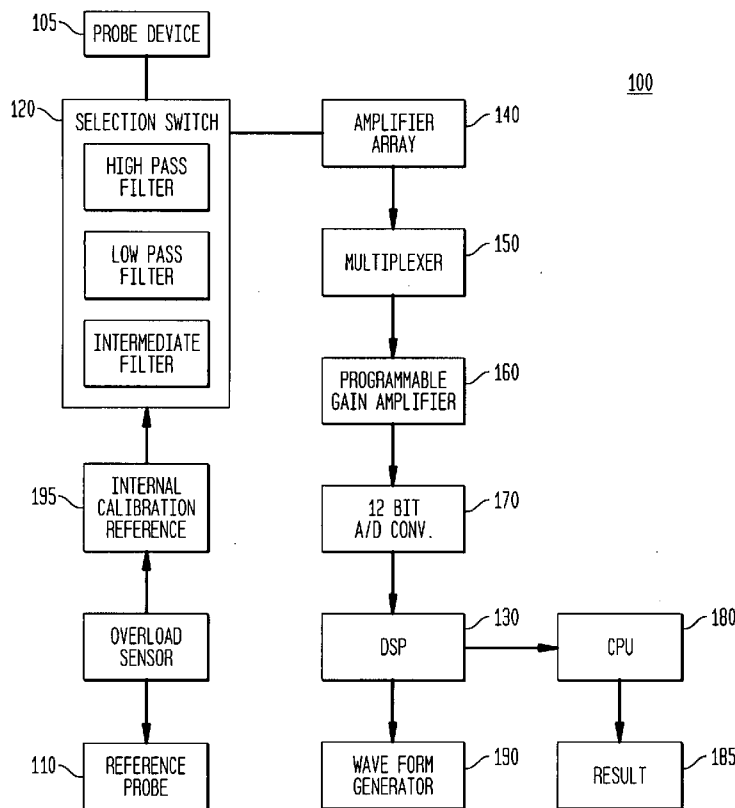 105
PROBE DEVICE
100
120
SELECTION SWITCH
HIGH PASS
FILTER
LOW PASS
FILTER
INTERMEDIATE
FILTER
AMPLIFIER
ARRAY
140
MULTIPLEXER
150
PROGRAMMABLE
GAIN AMPLIFIER
160
195
INTERNAL
CALIBRATION
REFERENCE
12 BIT
A/D CONV.
170
OVERLOAD
SENSOR
DSP
130
CPU
180
110
REFERENCE
PROBE
WAVE FORM
GENERATOR
190
RESULT
185